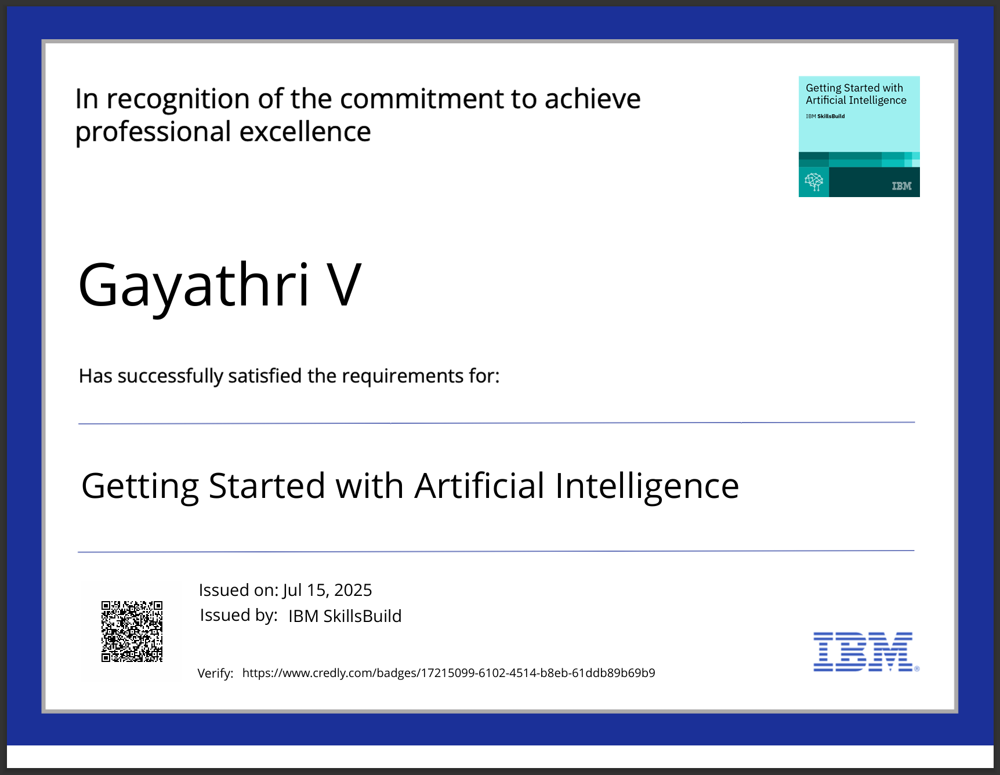 In recognition of the commitment to achieve
professional excellence
Getting Started with
Artificial Intelligence
IBM SkillsBuild
IBM
Gayathri V
Has successfully satisfied the requirements for:
Getting Started with Artificial Intelligence
Issued on: Jul 15, 2025
Issued by: IBM SkillsBuild
Verify: https://www.credly.com/badges/17215099-6102-4514-b8eb-61ddb89b69b9
IBM®